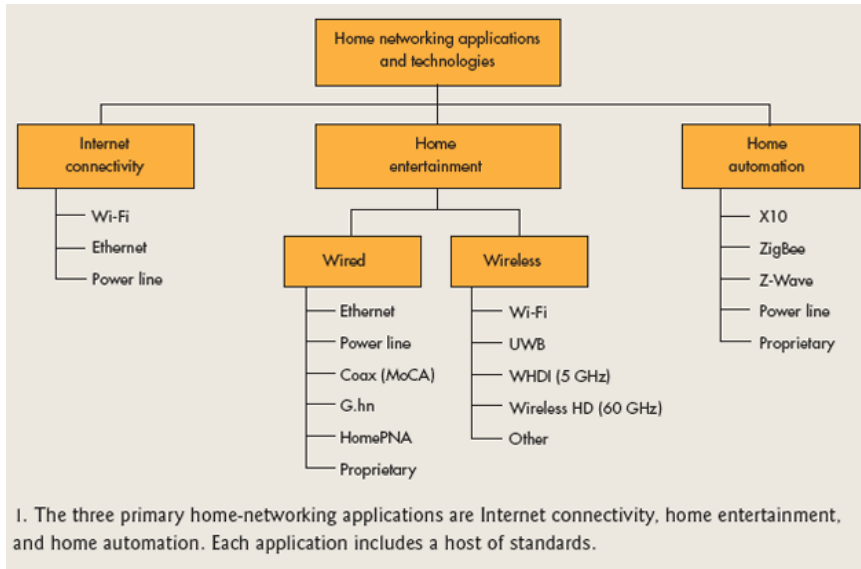 Home networking applications
and technologies
Internet
connectivity
Wi-Fi
Ethernet
Power line
Home
entertainment
Wired
Ethernet
Power line
Coax (MoCA)
G.hn
HomePNA
Proprietary
Wireless
Wi-Fi
UWB
WHDI (5 GHz)
Wireless HD (60 GHz)
Other
Home
automation
X10
ZigBee
Z-Wave
Power line
Proprietary
1. The three primary home-networking applications are Internet connectivity, home entertainment,
and home automation. Each application includes a host of standards.